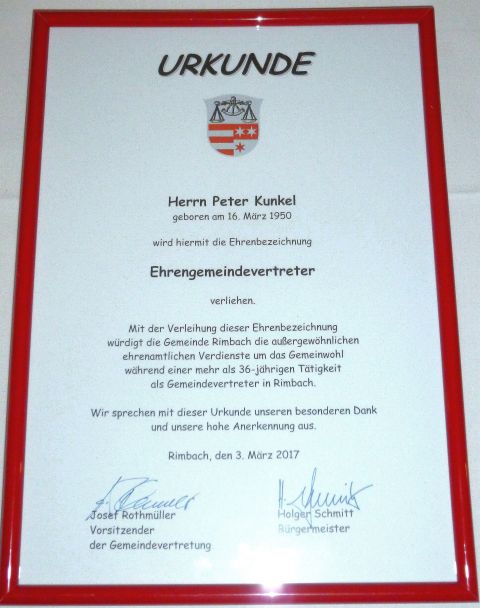 URKUNDE
Herrn Peter Kunkel
geboren am 16. März 1950
wird hiermit die Ehrenbezeichnung
Ehrengemeindevertreter
verliehen.
Mit der Verleihung dieser Ehrenbezeichnung
würdigt die Gemeinde Rimbach die außergewöhnlichen
ehrenamtlichen Verdienste um das Gemeinwohl
während einer mehr als 36-jährigen Tätigkeit
als Gemeindevertreter in Rimbach.
Wir sprechen mit dieser Urkunde unseren besonderen Dank
und unsere hohe Anerkennung aus.
Rimbach, den 3. März 2017
Josef Rothmüller
Vorsitzender
der Gemeindevertretung
Holger Schmitt
Bürgermeister